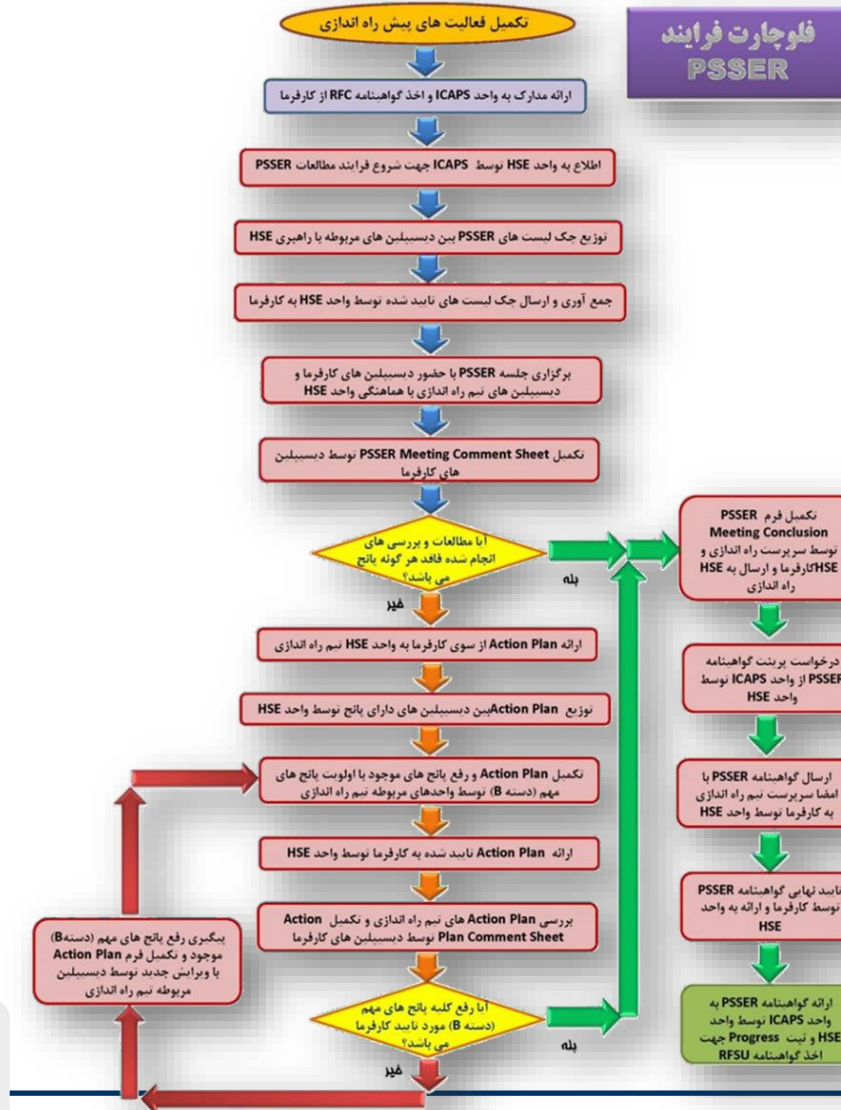 فلوچارت فرایند
PSSER
تکمیل فعالیت های پیش راه اندازی
ارائه مدارک به واحد ICAPS و اخذ گواهینامه RFC از کارفرما
اطلاع به واحد HSE توسط ICAPS جهت شروع فرایند مطالعات PSSER
توزیع چک لیست های PSSER بین دیسیپلین های مربوطه با راهبری HSE
جمع آوری و ارسال چک لیست های تایید شده توسط واحد HSE به کارفرما
برگزاری جلسه PSSER با حضور دیسیپلین های کارفرما و
دیسیپلین های تیم راه اندازی با هماهنگی واحد HSE
تکمیل PSSER Meeting Comment Sheet توسط دیسیپلین
های کارفرما
آیا مطالعات و بررسی های
انجام شده فاقد هر گونه پانچ
می باشد؟
بله
خیر
ارائه Action Plan از سوی کارفرما به واحد HSE تیم راه اندازی
توزیع Action Planبین دیسیپلین های دارای پانچ توسط واحد HSE
تکمیل Action Plan و رفع پانچ های موجود با اولویت پانچ های
مهم (دسته B) توسط واحدهای مربوطه تیم راه اندازی
ارائه Action Plan تایید شده به کارفرما توسط واحد HSE
بررسی Action Plan های تیم راه اندازی و تکمیل Action
Plan Comment Sheet توسط دیسیپلین های کارفرما
آیا رفع کلیه پانچ های مهم
(دسته B) مورد تایید کارفرما
می باشد؟
بله
خیر
پیگیری رفع پانچ های مهم (دستهB)
موجود و تکمیل فرم Action Plan
با ویرایش جدید توسط دیسیپلین
مربوطه تیم راه اندازی
تکمیل فرم PSSER
Meeting Conclusion
توسط سرپرست راه اندازی و
HSEکارفرما و ارسال به HSE
راه اندازی
درخواست پرینت گواهینامه
PSSER از واحد ICAPS توسط
واحد HSE
ارسال گواهینامه PSSER با
امضا سرپرست تیم راه اندازی
به کارفرما توسط واحد HSE
تایید نهایی گواهینامه PSSER
توسط کارفرما و ارائه به واحد
HSE
ارائه گواهینامه PSSER به
واحد ICAPS توسط واحد
HSE و ثبت Progress جهت
اخذ گواهینامه RFSU